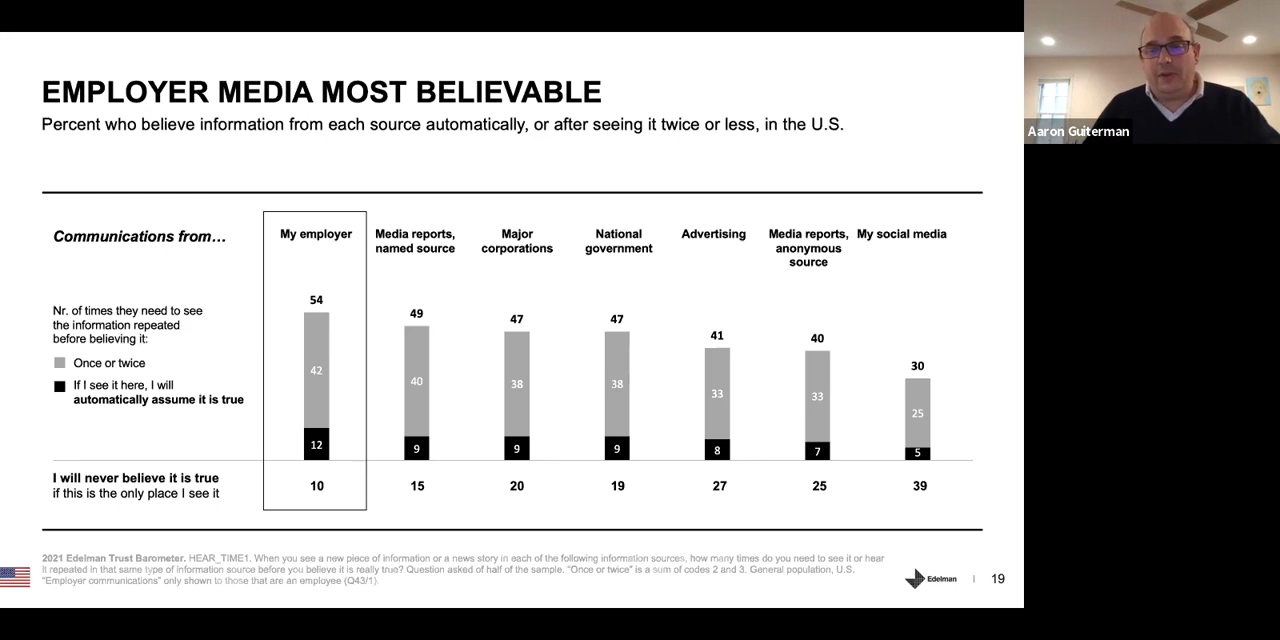 EMPLOYER MEDIA MOST BELIEVABLE
Percent who believe information from each source automatically, or after seeing it twice or less, in the U.S.
Aaron Guiterman
Communications from…
My employer
Media reports,
named source
Major
corporations
National
government
Advertising
Media reports,
anonymous
source
My social media
Nr. of times they need to see
the information repeated
before believing it:
Once or twice
If I see it here, I will
automatically assume it is true
54
49
47
47
41
40
30
42
40
38
38
33
33
25
12
9
9
9
8
7
5
I will never believe it is true
if this is the only place I see it
10
15
20
19
27
25
39
2021 Edelman Trust Barometer. HEAR_TIME1. When you see a new piece of information or a news story in each of the following information sources, how many times do you need to see it or hear
it repeated in that same type of information source before you believe it is really true? Question asked of half of the sample. “Once or twice” is a sum of codes 2 and 3. General population, U.S.
“Employer communications” only shown to those that are an employee (Q43/1).
Edelman
19